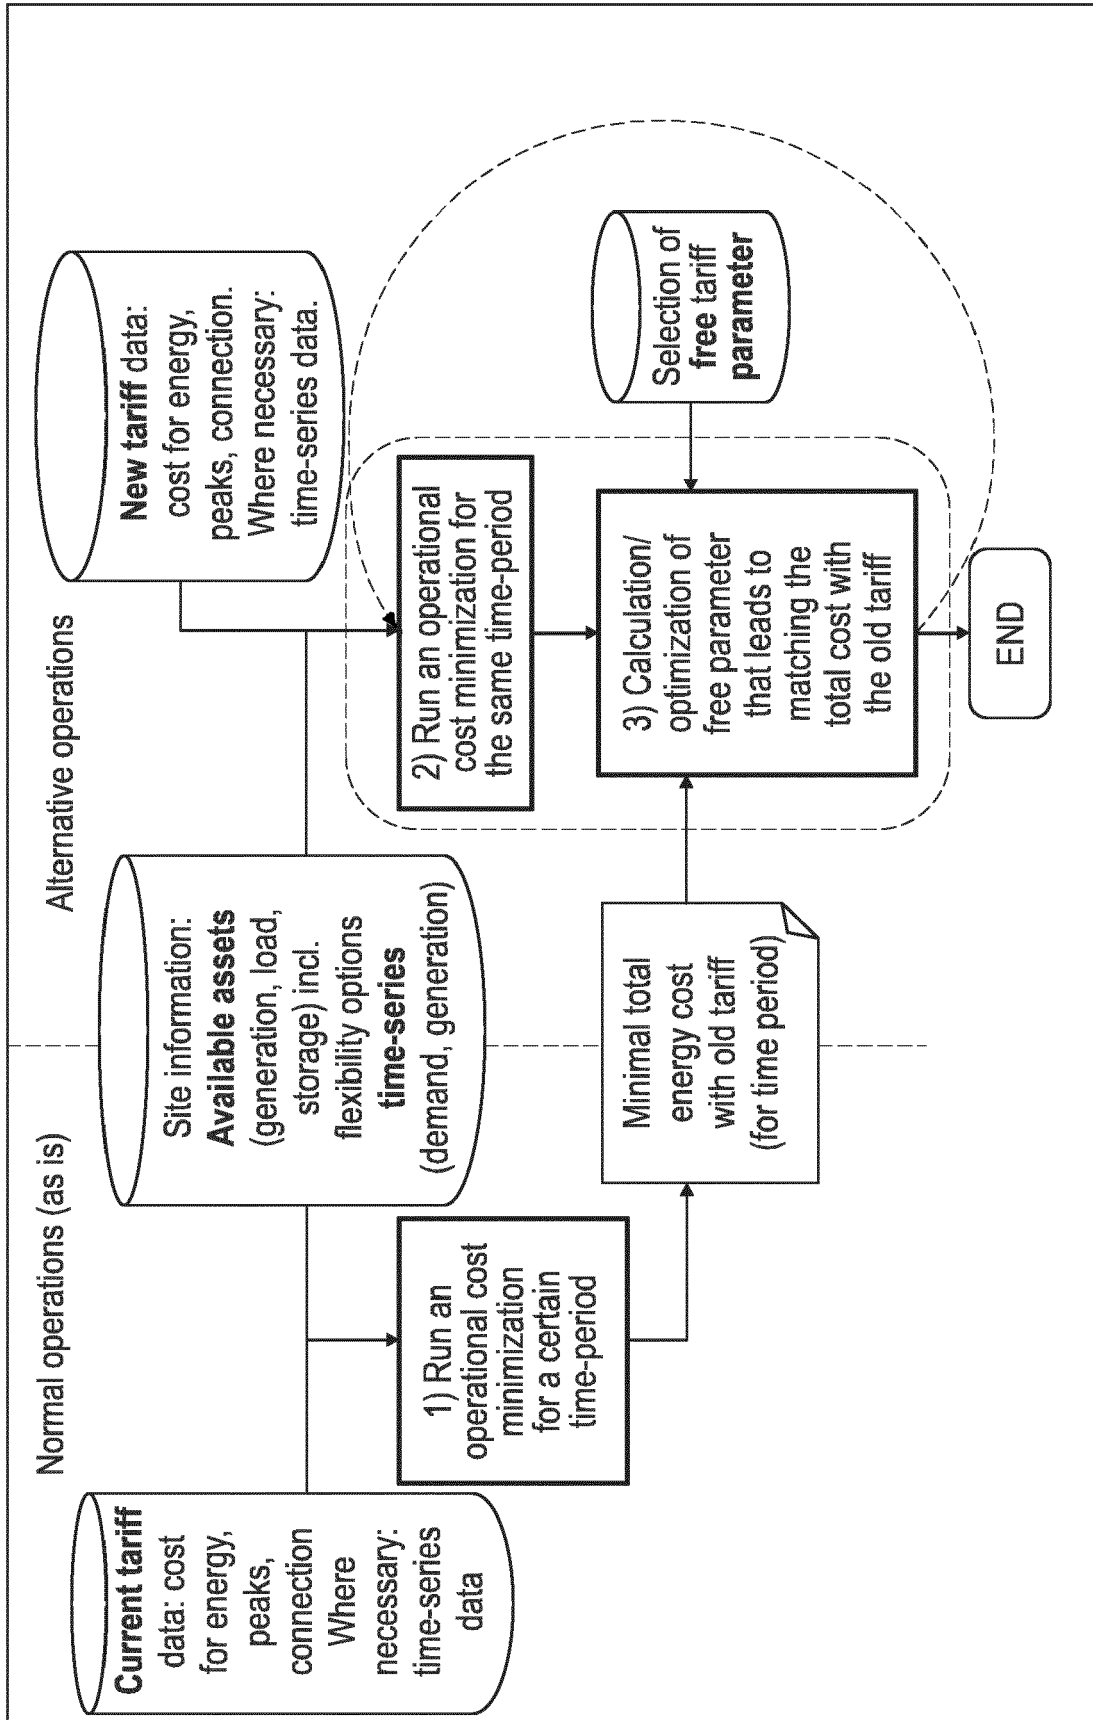 Normal operations (as is)
Alternative operations
Current tariff
data: cost
for energy,
peaks,
connection
Where
necessary:
time-series
data
Site information:
Available assets
(generation, load,
storage) incl.
flexibility options
time-series
(demand, generation)
New tariff data:
cost for energy,
peaks, connection.
Where necessary:
time-series data.
1) Run an
operational cost
minimization
for a certain
time-period
2) Run an operational
cost minimization for
the same time-period
Minimal total
energy cost
with old tariff
(for time period)
3) Calculation/
optimization of
free parameter
that leads to
matching the
total cost with
the old tariff
Selection of
free tariff
parameter
END